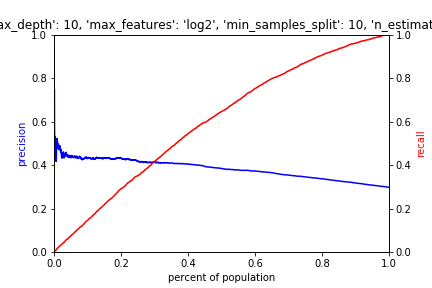 ax_depth': 10, 'max_features': 'log2', 'min_samples_split': 10, 'n_estimat
1.0 1.0
0.8 0.8
precision
0.6 0.6
recall
0.4 0.4
0.2 0.2
0.0 0.0
0.0 0.2 0.4 0.6 0.8 1.0
percent of population